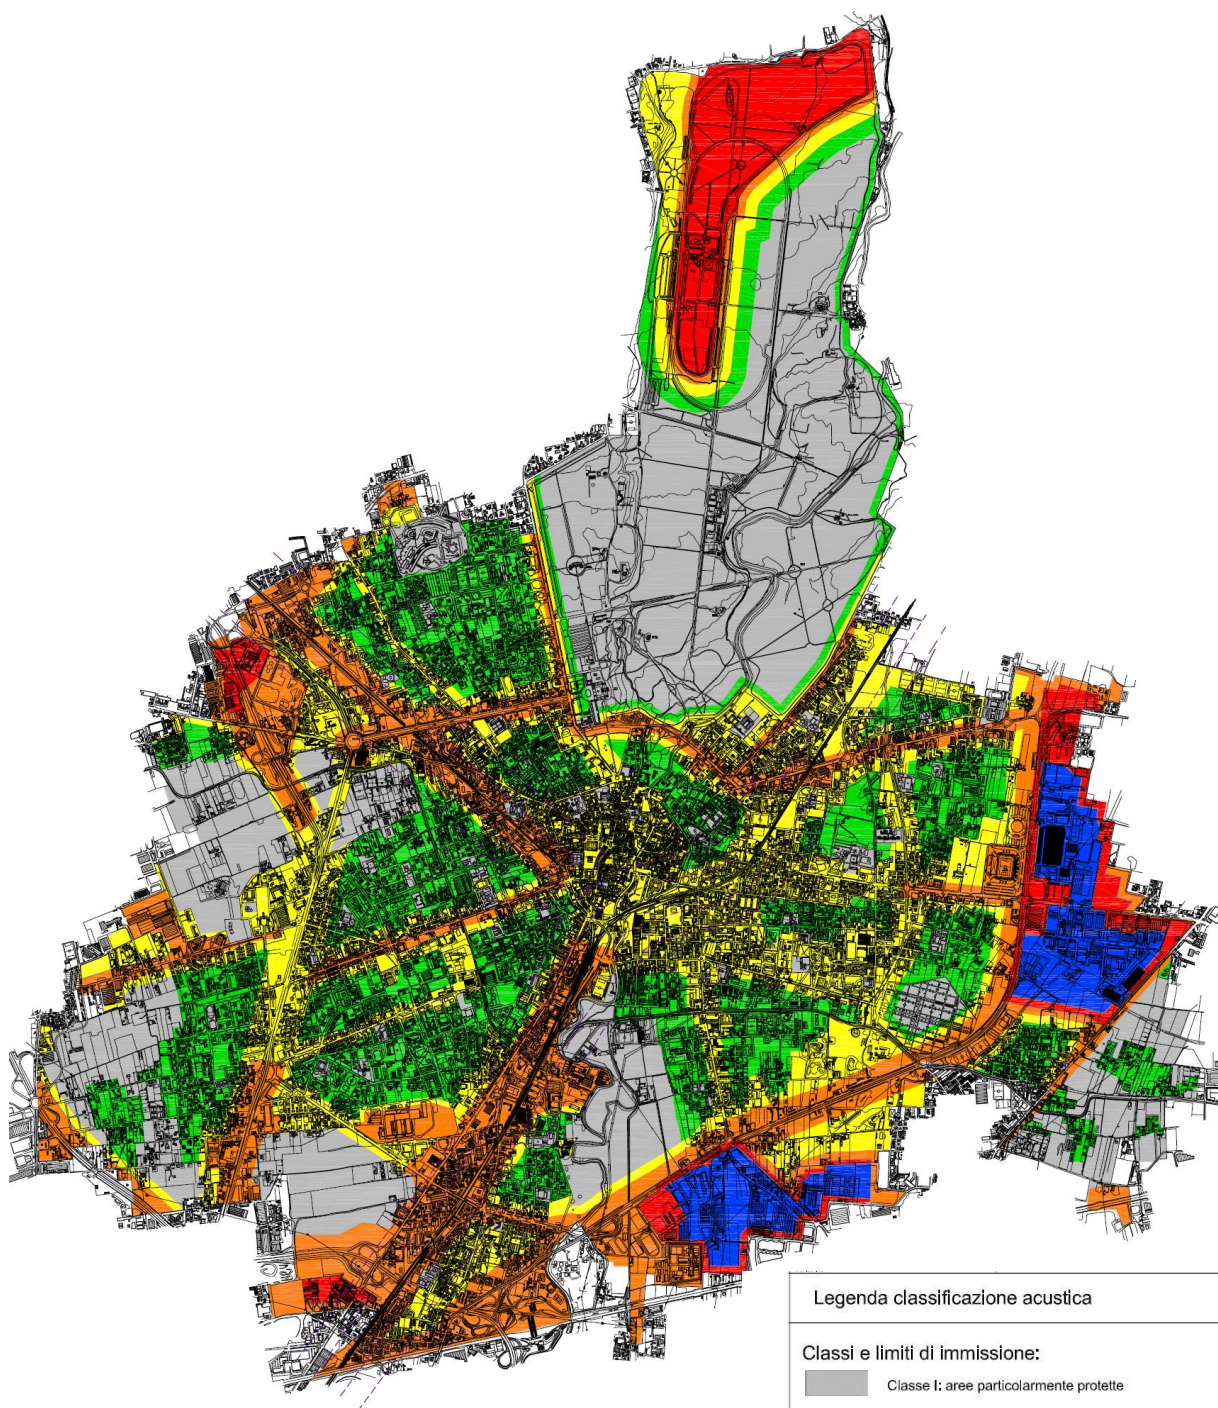 Legenda classificazione acustica
Classi e limiti di immissione:
Classe I: aree particolarmente protette